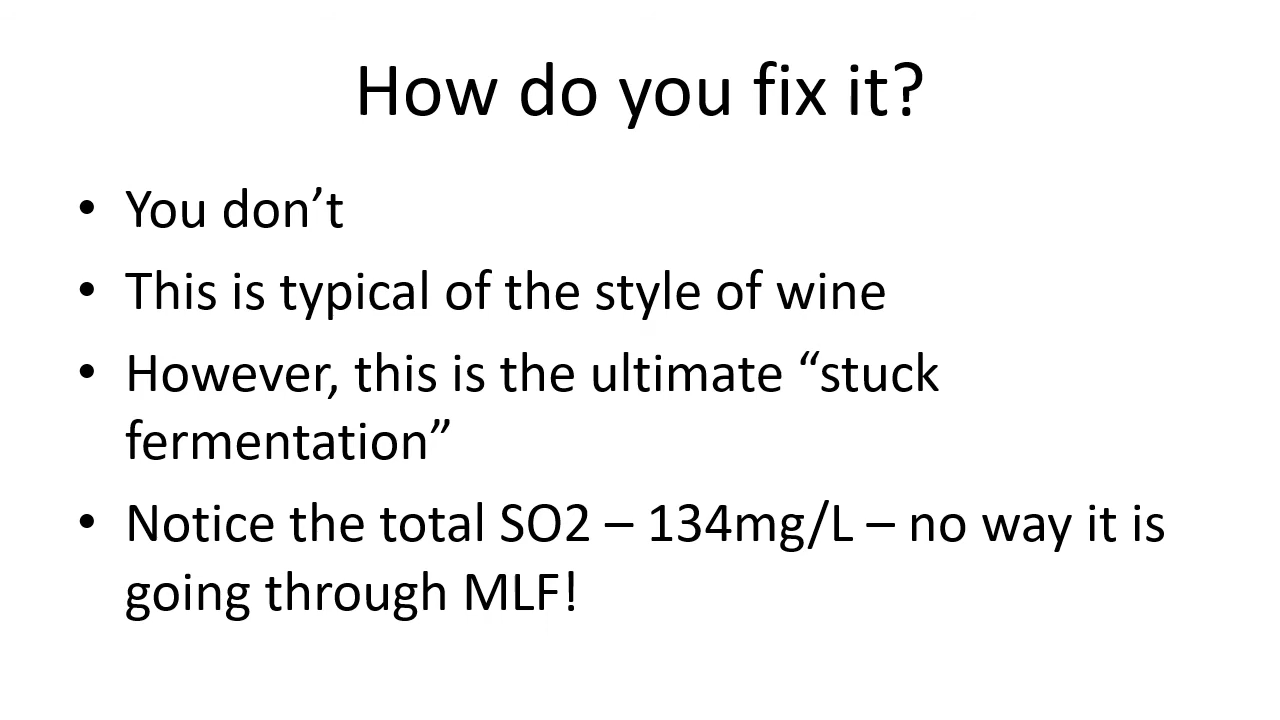 How do you fix it?
• You don’t
• This is typical of the style of wine
• However, this is the ultimate “stuck
fermentation”
• Notice the total SO2 – 134mg/L – no way it is
going through MLF!